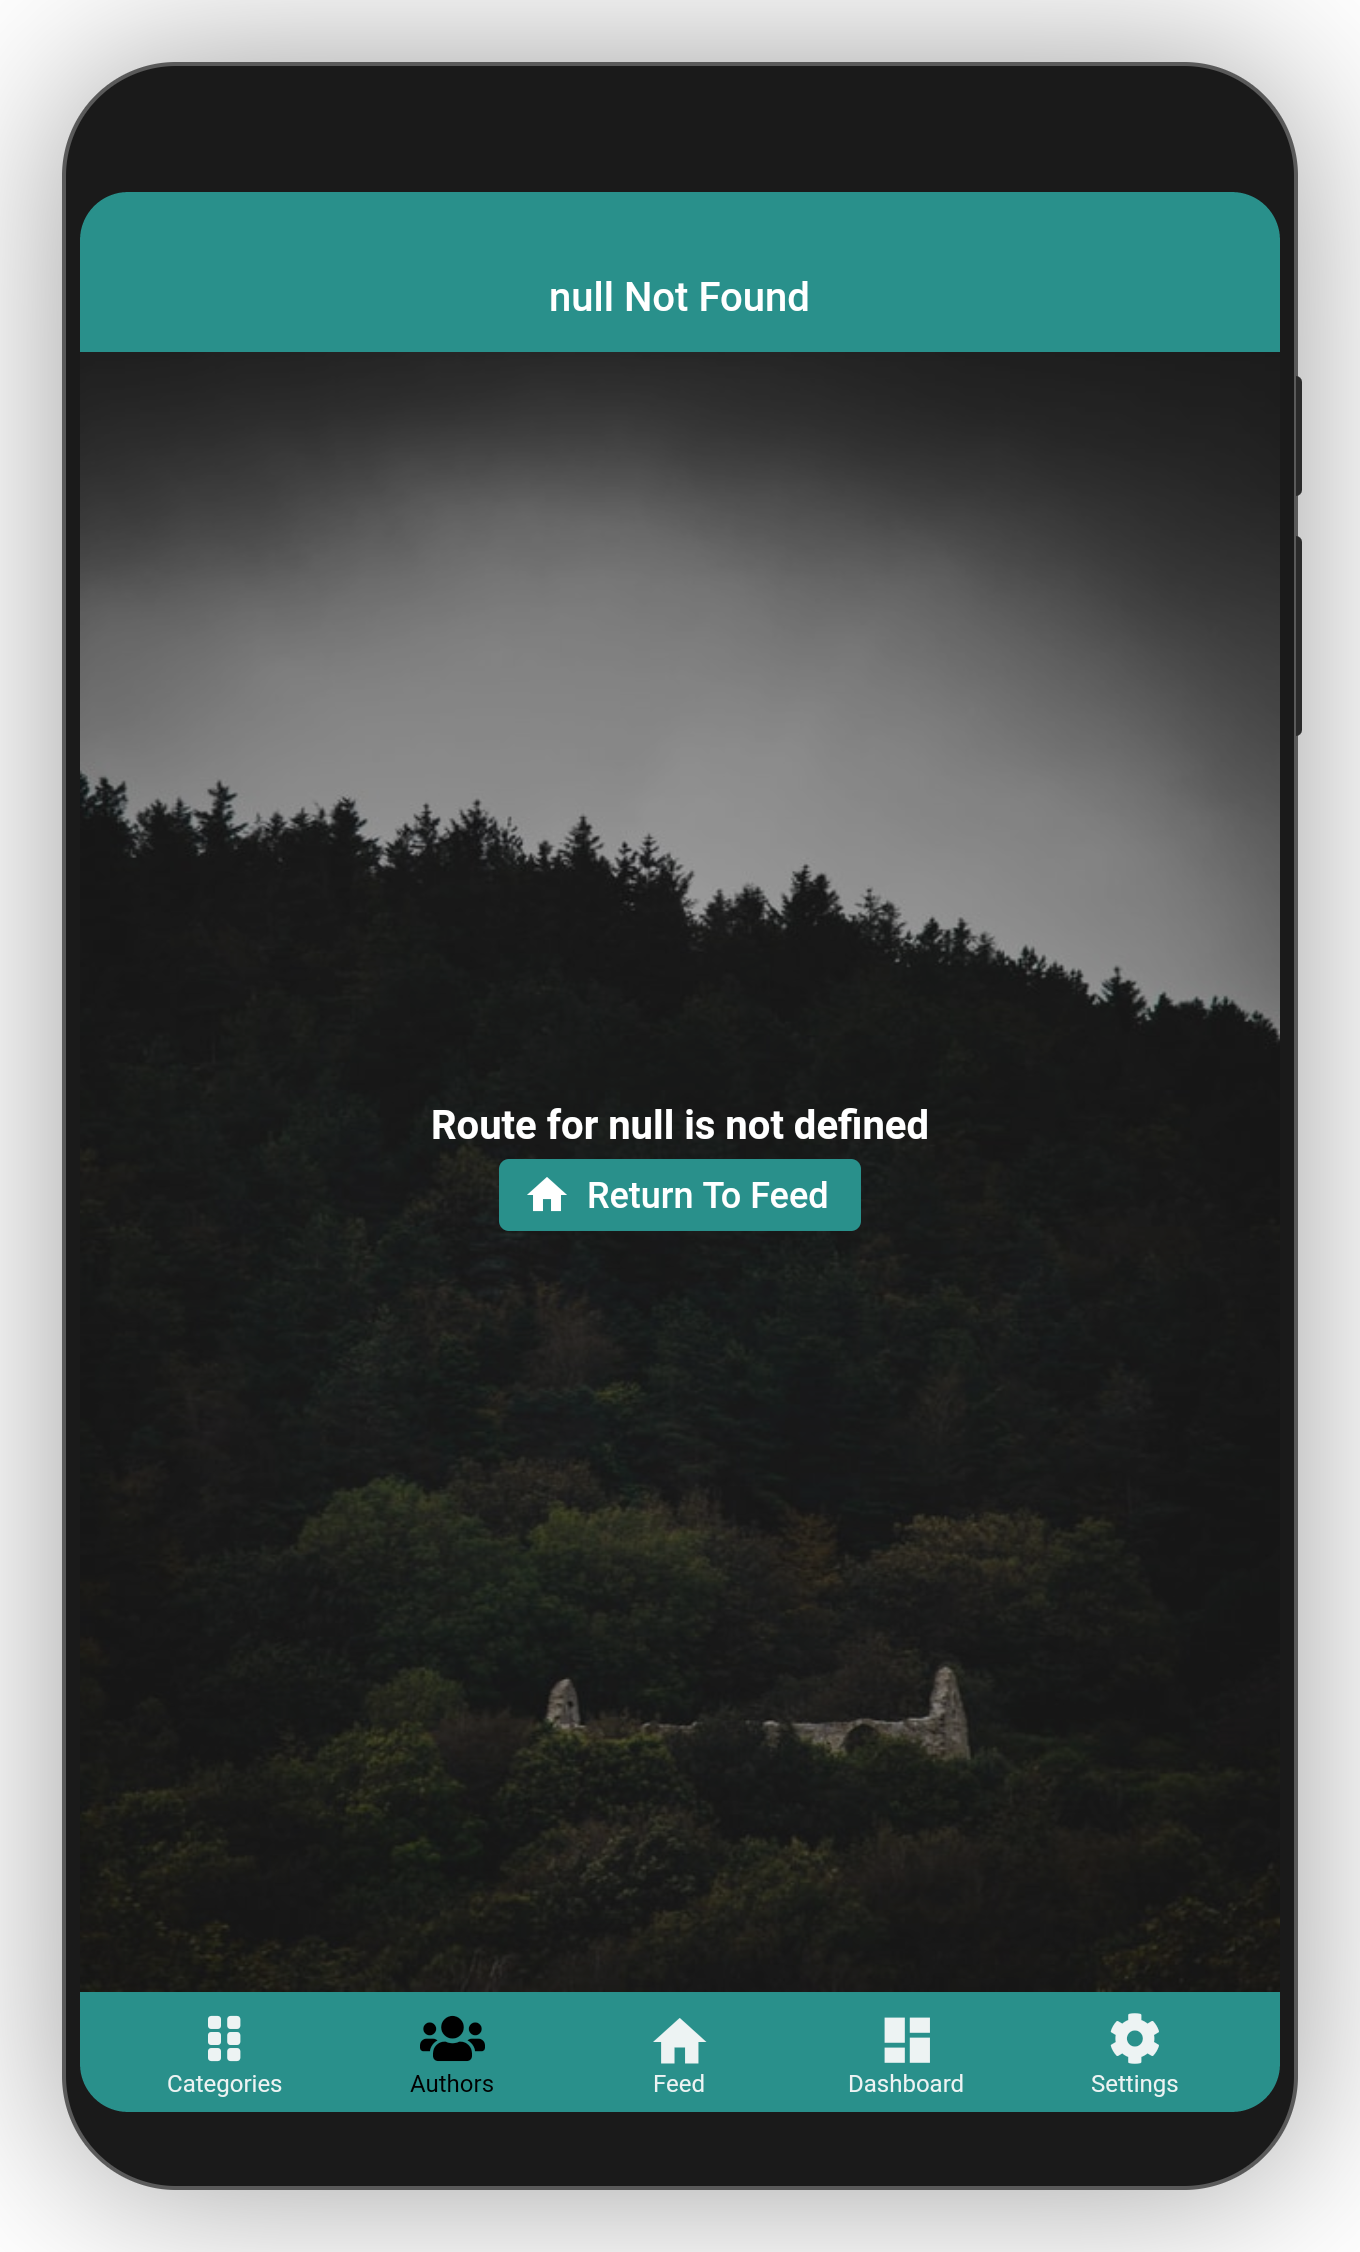 null Not Found
Route for null is not defined
Return To Feed
Categories
Authors
Feed
Dashboard
Settings